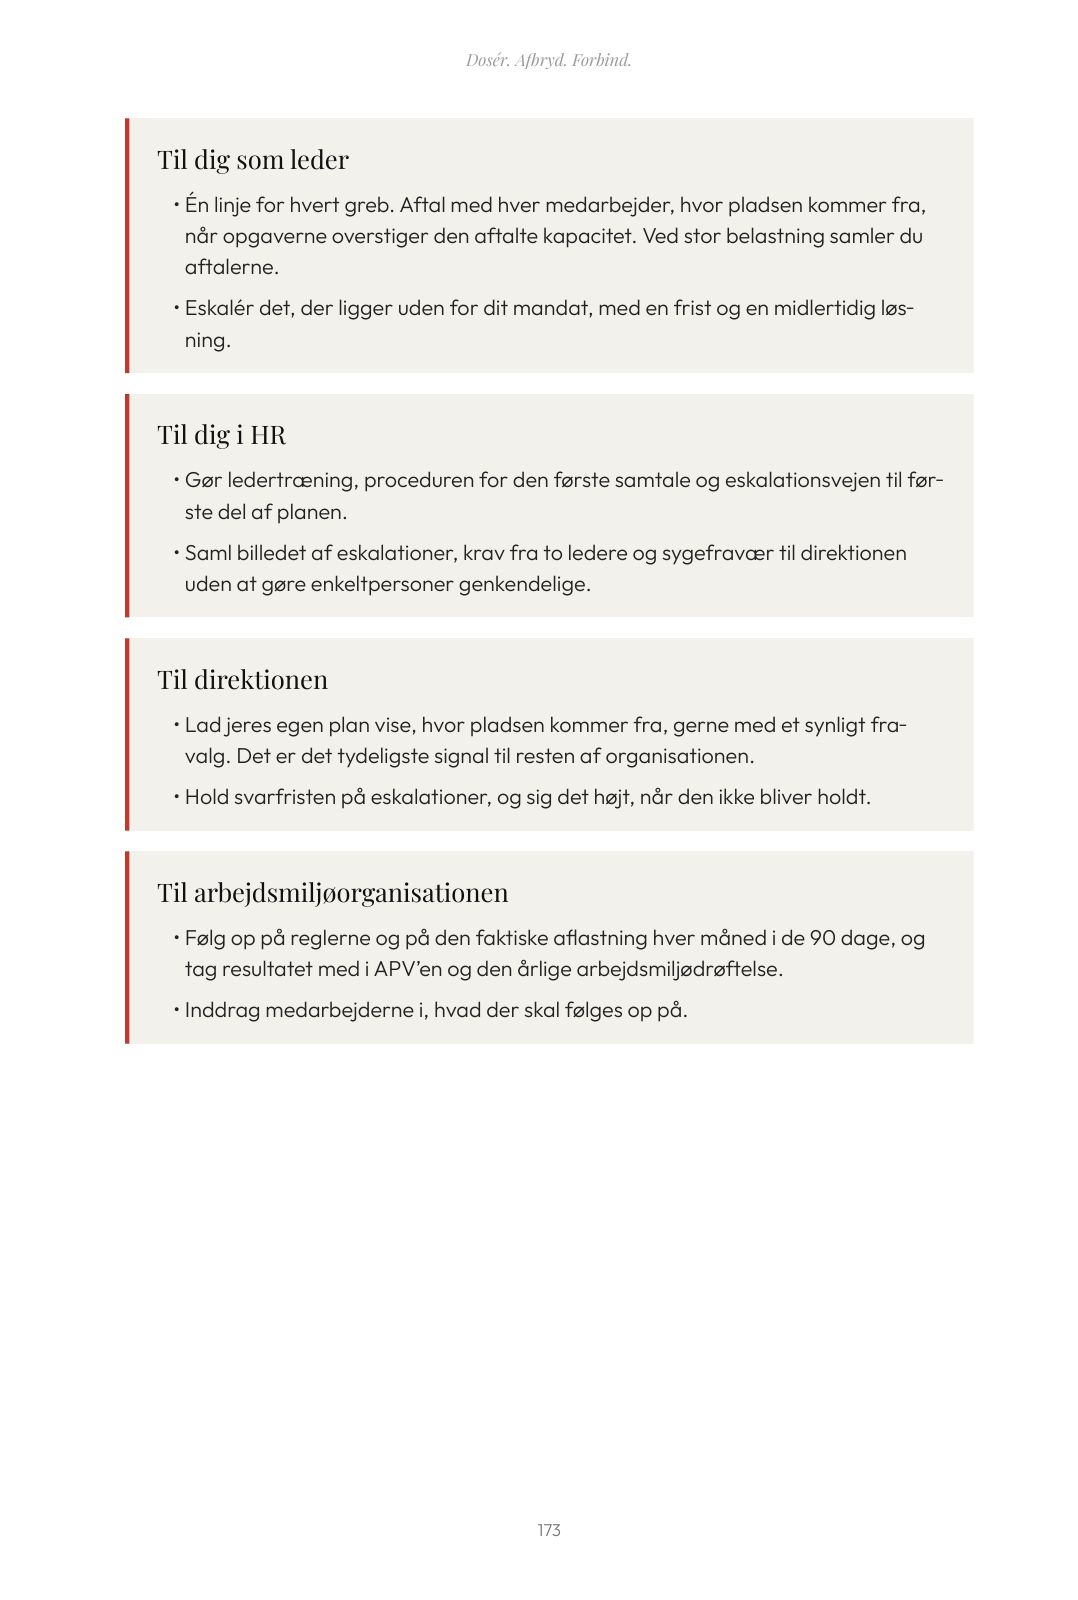 Dosér. Afbryd. Forbind.
Til dig som leder
• Én linje for hvert greb. Aftal med hver medarbejder, hvor pladsen kommer fra,
når opgaverne overstiger den aftalte kapacitet. Ved stor belastning samler du
aftalerne.
• Eskalér det, der ligger uden for dit mandat, med en frist og en midlertidig løs-
ning.
Til dig i HR
• Gør ledertræning, proceduren for den første samtale og eskalationsvejen til før-
ste del af planen.
• Saml billedet af eskalationer, krav fra to ledere og sygefravær til direktionen
uden at gøre enkeltpersoner genkendelige.
Til direktionen
• Lad jeres egen plan vise, hvor pladsen kommer fra, gerne med et synligt fra-
valg. Det er det tydeligste signal til resten af organisationen.
• Hold svarfristen på eskalationer, og sig det højt, når den ikke bliver holdt.
Til arbejdsmiljøorganisationen
• Følg op på reglerne og på den faktiske aflastning hver måned i de 90 dage, og
tag resultatet med i APV’en og den årlige arbejdsmiljødrøftelse.
• Inddrag medarbejderne i, hvad der skal følges op på.
173